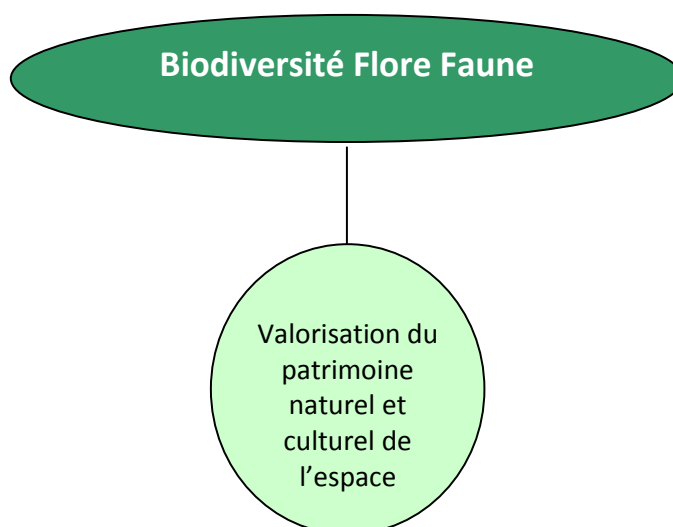 Biodiversité Flore Faune
Valorisation du
patrimoine
naturel et
culturel de
l’espace